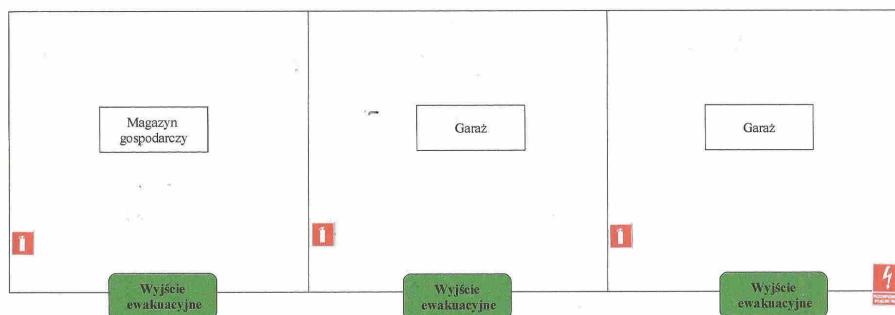 Magazyn
gospodarczy
Garaż
Garaż
Wyjście
ewakuacyjne
Wyjście
ewakuacyjne
Wyjście
ewakuacyjne